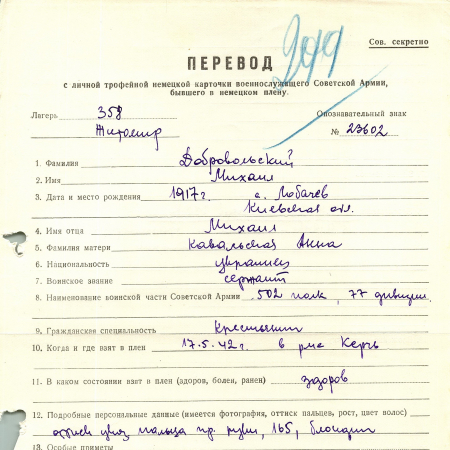 299
Сов. секретно
ПЕРЕВОД
с личной трофейной немецкой карточки военнослужащего Советской Армии,
бывшего в немецком плену.
Лагерь 358 Опознавательный знак
Житомир № 23602
1. Фамилия Добровольский
2. Имя Михаил
3. Дата и место рождения 1917 г. с. Лобачев
Киевская обл.
4. Имя отца Михаил
5. Фамилия матери Кавальская Анна
6. Национальность украинец
7. Воинское звание сержант
8. Наименование воинской части Советской Армии 502 полк, 77 дивизия
9. Гражданская специальность Крестьянин
10. Когда и где взят в плен 17.5.42 г. в р-не Керчь
11. В каком состоянии взят в плен (здоров, болен, ранен) здоров
12. Подробные персональные данные (имеется фотография, оттиск пальцев, рост, цвет волос)
оттиск указ. пальца пр. руки, 165, блондин
13. Особые приметы